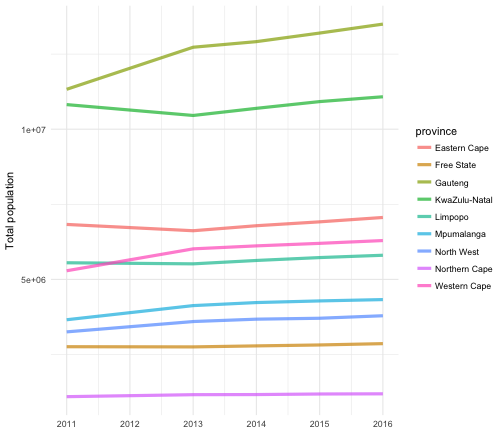 Total population
1e+07
5e+06
2011 2012 2013 2014 2015 2016
province
Eastern Cape
Free State
Gauteng
KwaZulu-Natal
Limpopo
Mpumalanga
North West
Northern Cape
Western Cape